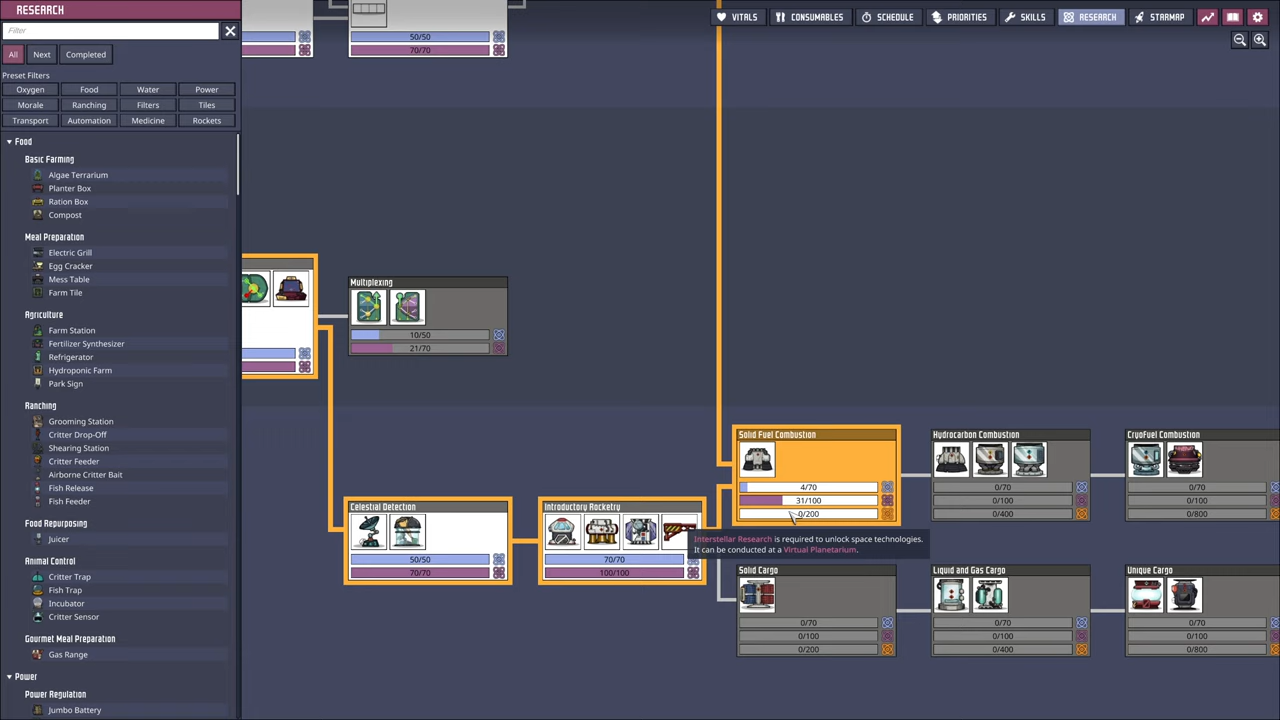 RESEARCH
VITALS
CONSUMABLES
SCHEDULE
PRIORITIES
SKILLS
RESEARCH
STARMAP
Filter
All
Next
Completed
Preset Filters
Oxygen
Food
Water
Power
Morale
Ranching
Filters
Tiles
Transport
Automation
Medicine
Rockets
Food
Basic Farming
Algae Terrarium
Planter Box
Ration Box
Compost
Meal Preparation
Electric Grill
Egg Cracker
Mess Table
Farm Tile
Agriculture
Farm Station
Fertilizer Synthesizer
Refrigerator
Hydroponic Farm
Park Sign
Ranching
Grooming Station
Critter Drop-Off
Shearing Station
Critter Feeder
Airborne Critter Bait
Fish Release
Fish Feeder
Food Repurposing
Juicer
Animal Control
Critter Trap
Fish Trap
Incubator
Critter Sensor
Gourmet Meal Preparation
Gas Range
Power
Power Regulation
Jumbo Battery
50/50
70/70
Multiplexing
10/50
21/70
Celestial Detection
50/50
70/70
Introductory Rocketry
70/70
100/100
Solid Fuel Combustion
4/70
31/100
0/200
Interstellar Research is required to unlock space technologies.
It can be conducted at a Virtual Planetarium.
Hydrocarbon Combustion
0/70
0/100
0/400
CryoFuel Combustion
0/70
0/100
0/800
Solid Cargo
0/70
0/100
0/200
Liquid and Gas Cargo
0/70
0/100
0/400
Unique Cargo
0/70
0/100
0/800